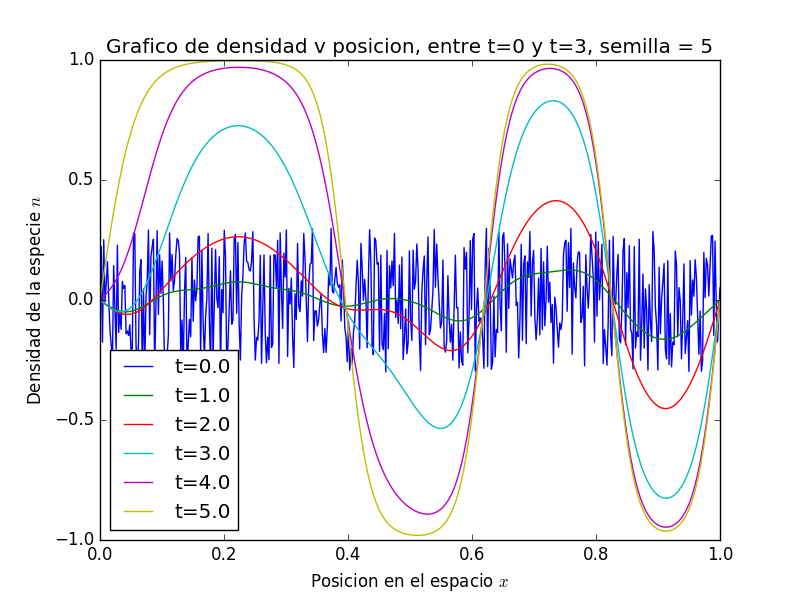 Grafico de densidad v posicion, entre t=0 y t=3, semilla = 5
Densidad de la especie n
1.0
0.5
0.0
−0.5
−1.0
t=0.0
t=1.0
t=2.0
t=3.0
t=4.0
t=5.0
0.0 0.2 0.4 0.6 0.8 1.0
Posicion en el espacio x